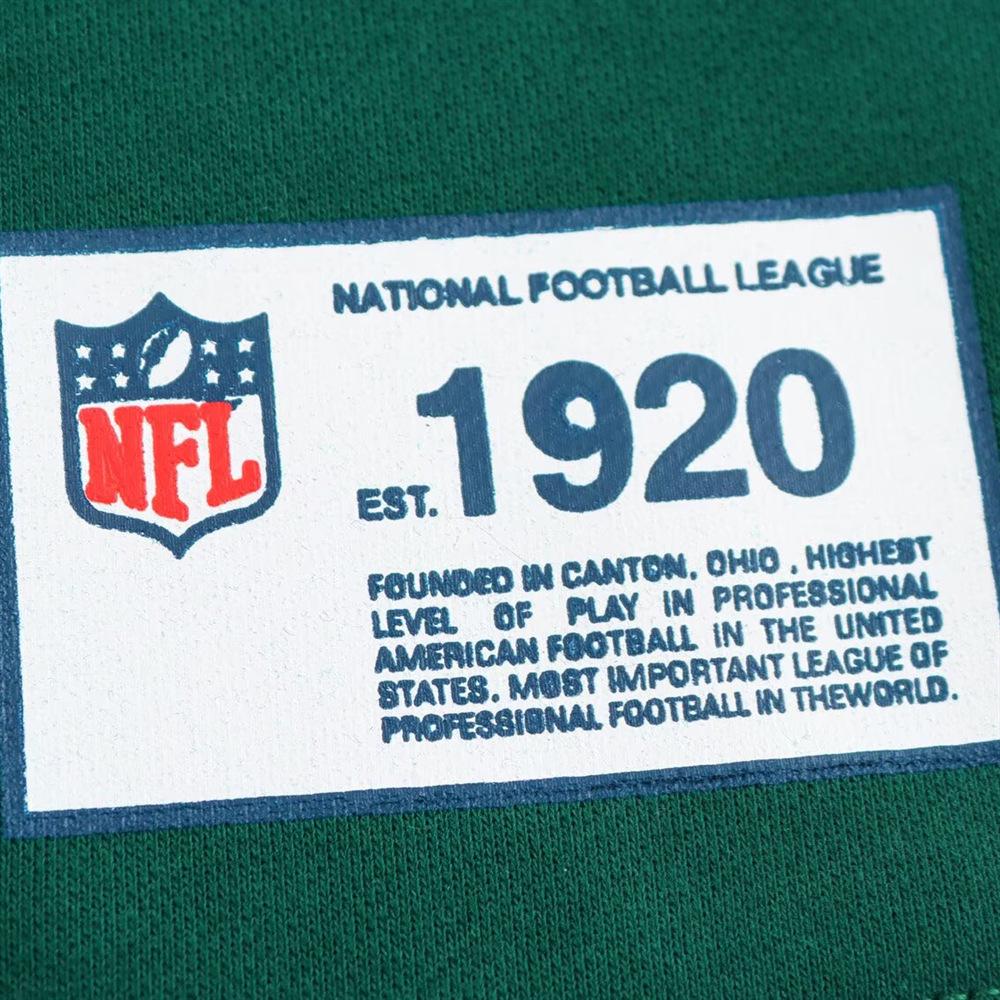 NATIONAL FOOTBALL LEAGUE
NFL
EST. 1920
FOUNDED IN CANTON, OHIO , HIGHEST
LEVEL OF PLAY IN PROFESSIONAL
AMERICAN FOOTBALL IN THE UNITED
STATES. MOST IMPORTANT LEAGUE OF
PROFESSIONAL FOOTBALL IN THEWORLD.